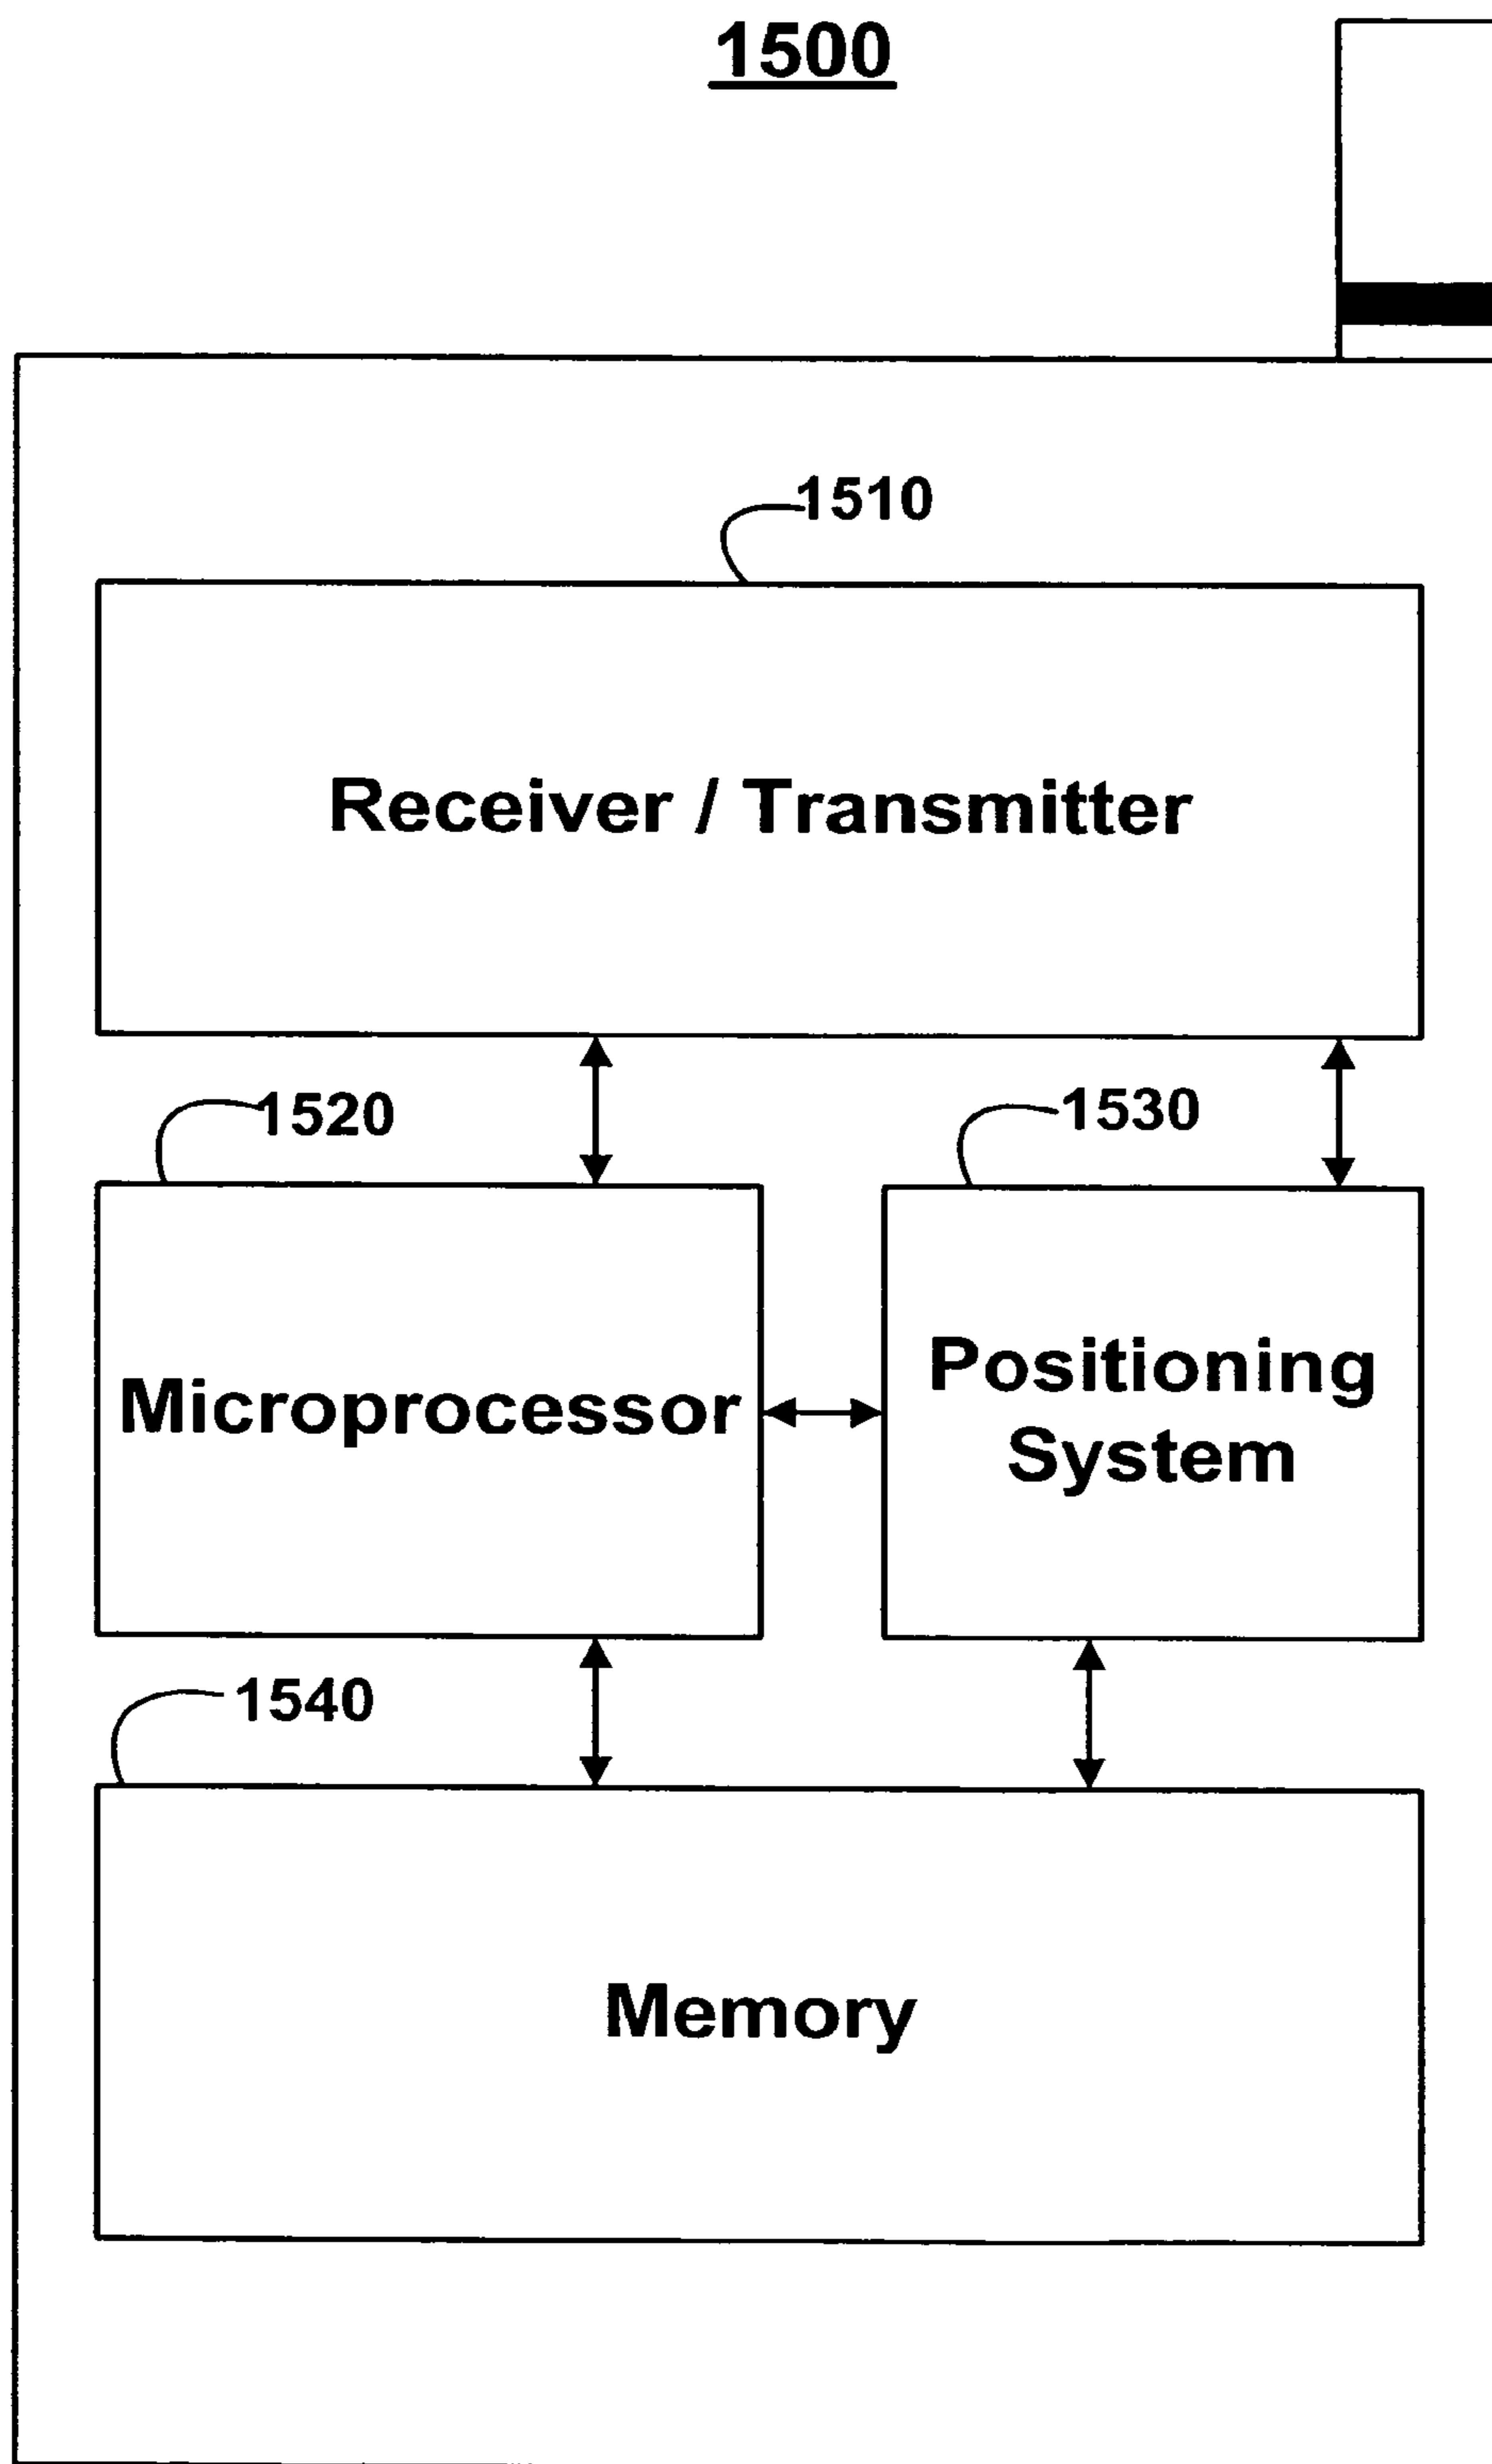 1500
1510
Receiver / Transmitter
1520
1530
Microprocessor
Positioning
System
1540
Memory